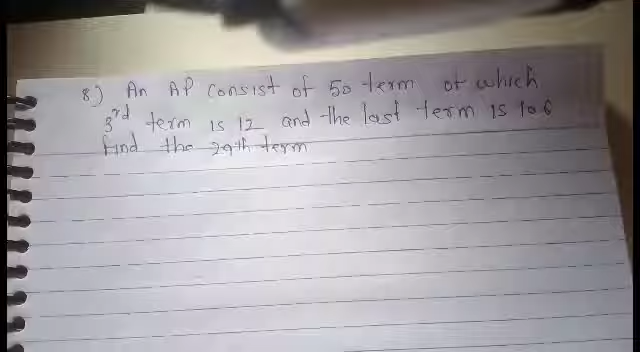 8.) An AP Consist of 50 term of which
3rd term is 12 and the last term is 106
find the 29th term